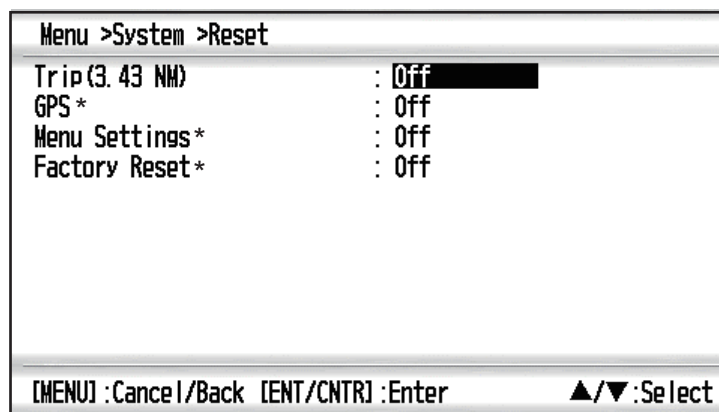 Menu >System >Reset
Trip(3.43 NM) : Off
GPS* : Off
Menu Settings* : Off
Factory Reset* : Off
[MENU]:Cancel/Back [ENT/CNTR]:Enter ▲/▼:Select